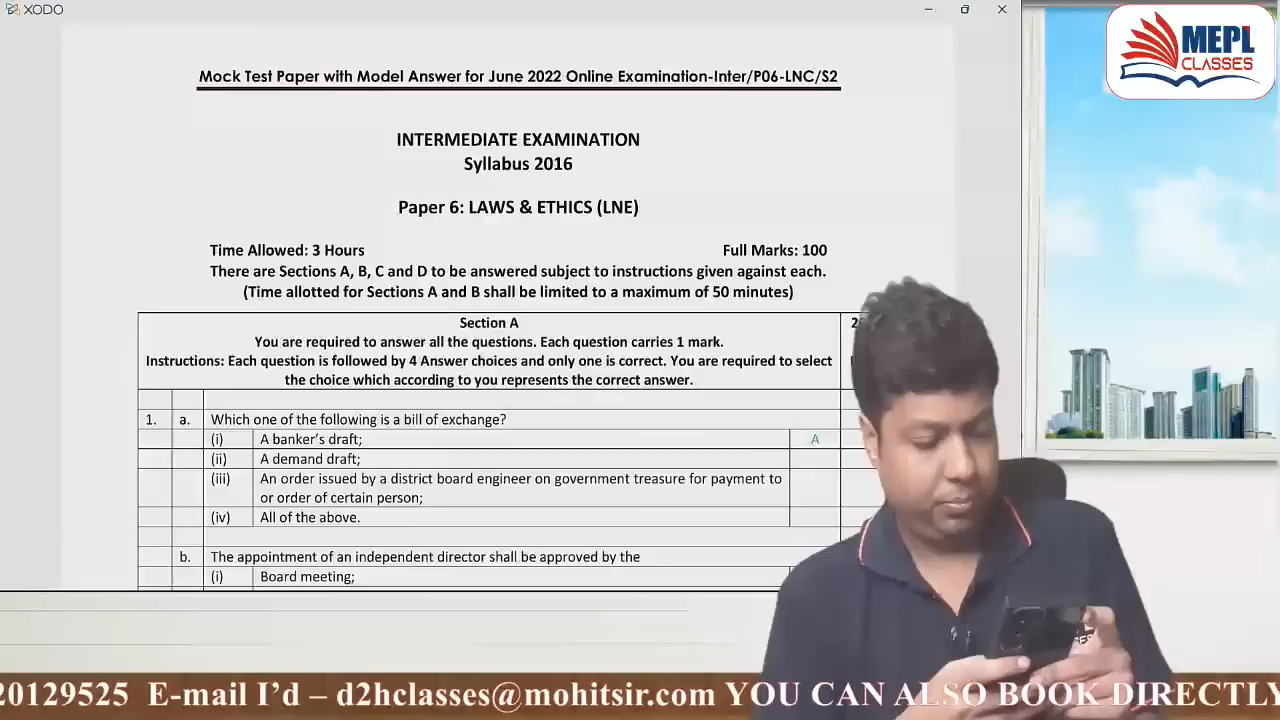 XODO
MEPL
CLASSES
Mock Test Paper with Model Answer for June 2022 Online Examination-Inter/P06-LNC/S2
INTERMEDIATE EXAMINATION
Syllabus 2016
Paper 6: LAWS & ETHICS (LNE)
Time Allowed: 3 Hours Full Marks: 100
There are Sections A, B, C and D to be answered subject to instructions given against each.
(Time allotted for Sections A and B shall be limited to a maximum of 50 minutes)
Section A
You are required to answer all the questions. Each question carries 1 mark.
Instructions: Each question is followed by 4 Answer choices and only one is correct. You are required to select
the choice which according to you represents the correct answer.
1. a. Which one of the following is a bill of exchange?
(i) A banker’s draft; A
(ii) A demand draft;
(iii) An order issued by a district board engineer on government treasure for payment to
or order of certain person;
(iv) All of the above.
b. The appointment of an independent director shall be approved by the
(i) Board meeting;
20129525 E-mail I’d – d2hclasses@mohitsir.com YOU CAN ALSO BOOK DIRECTLY